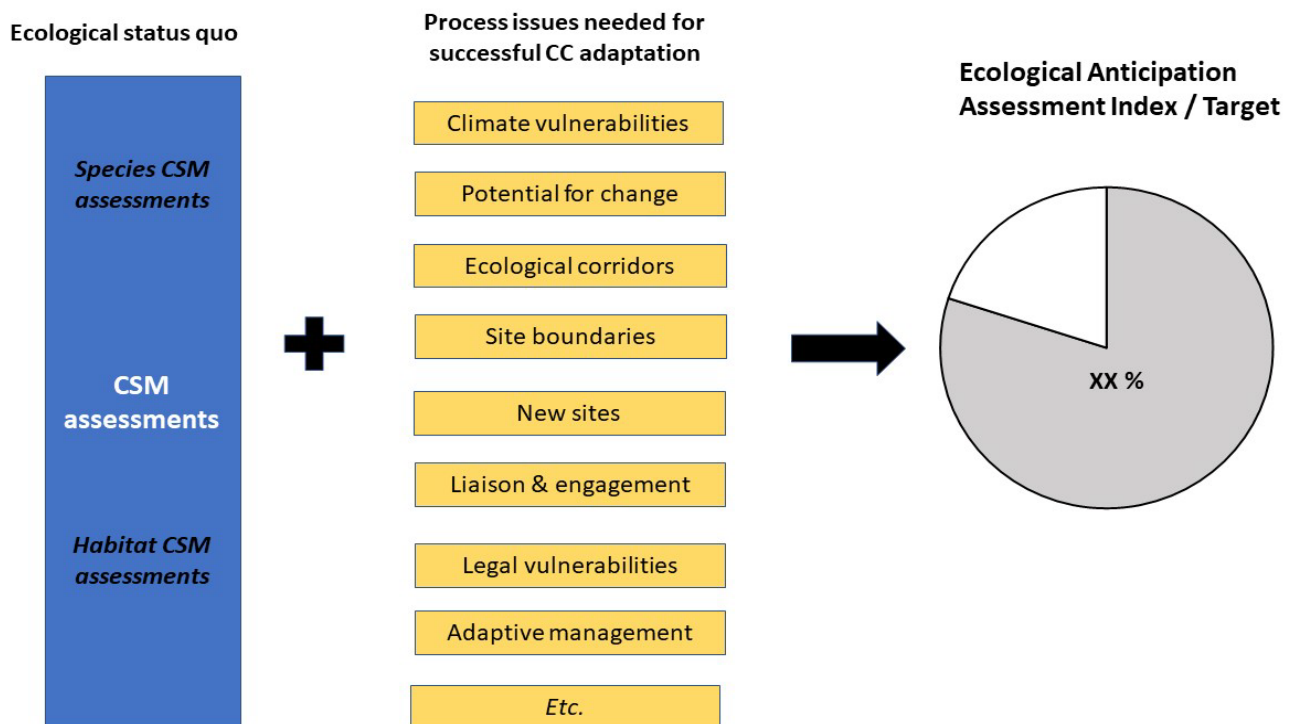 Ecological status quo
Species CSM
assessments
CSM
assessments
Habitat CSM
assessments
Process issues needed for
successful CC adaptation
Climate vulnerabilities
Potential for change
Ecological corridors
Site boundaries
New sites
Liaison & engagement
Legal vulnerabilities
Adaptive management
Etc.
Ecological Anticipation
Assessment Index / Target
XX %